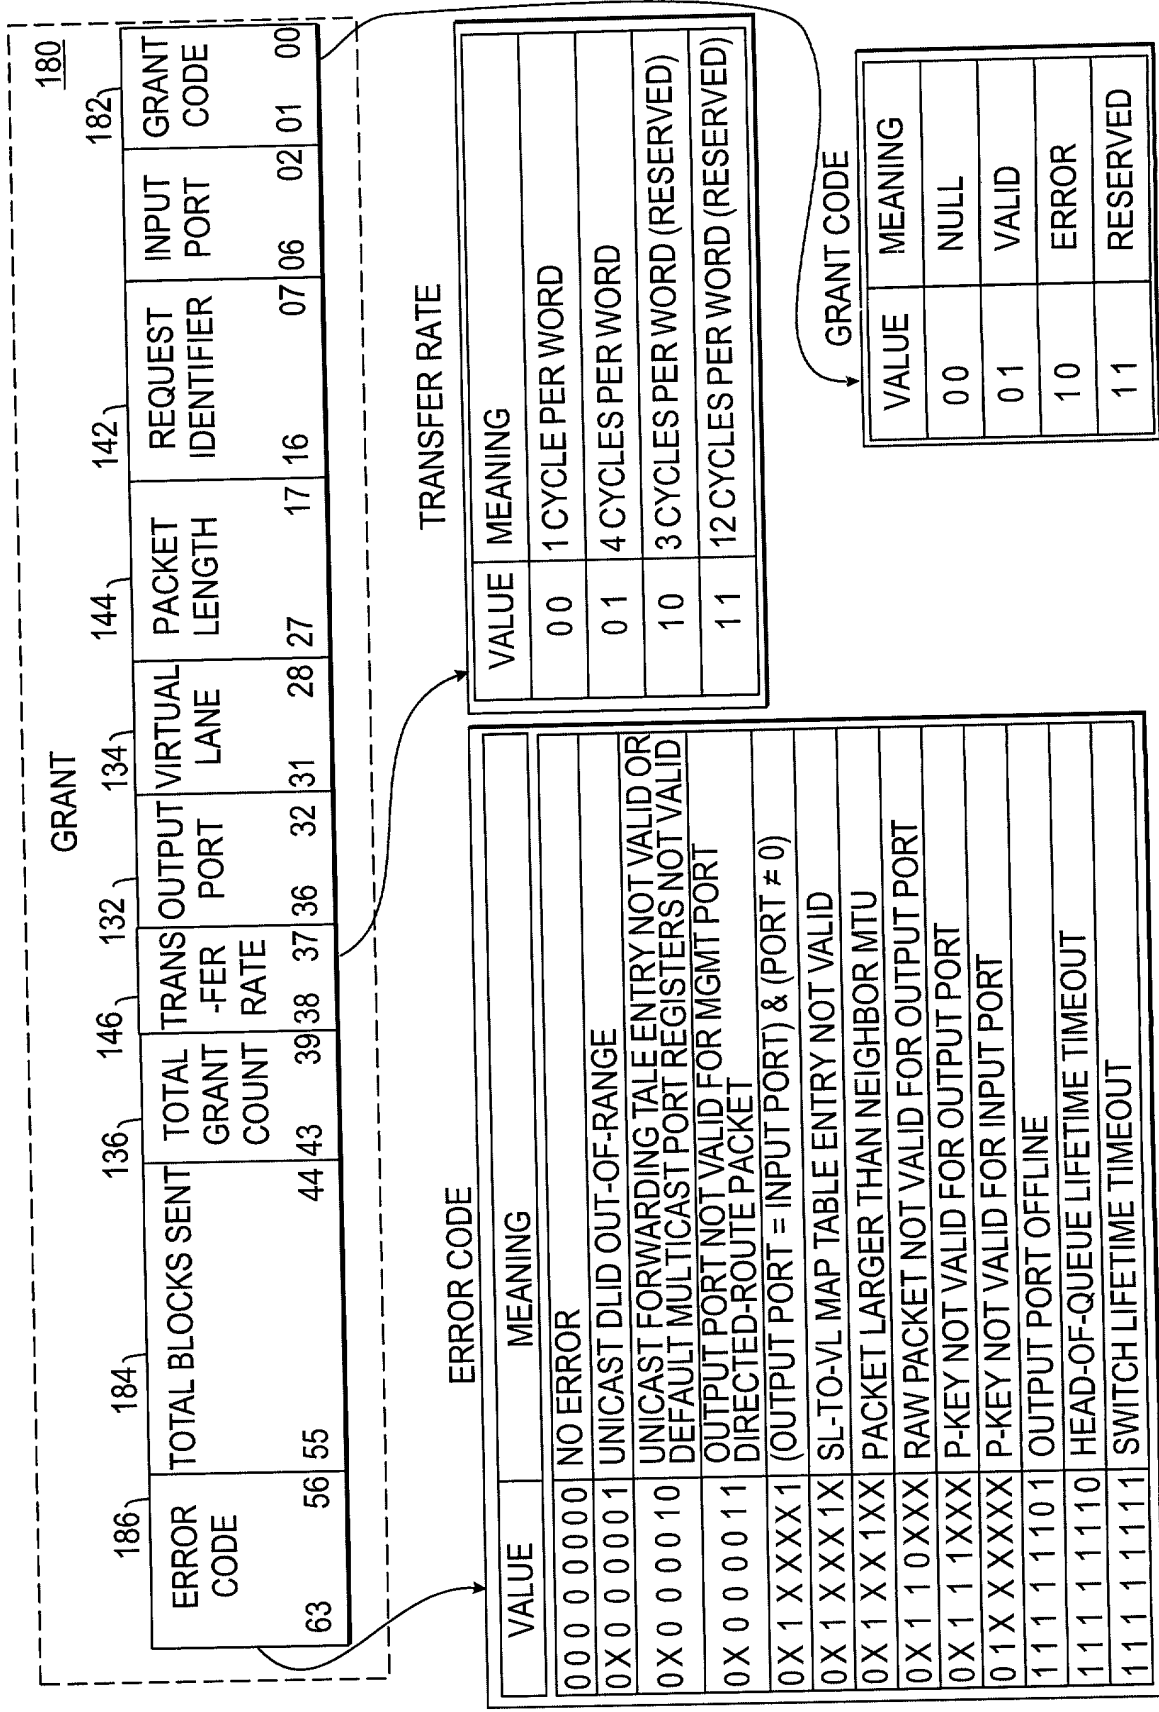 GRANT
180
186
184
136
146
132
134
144
142
182
ERROR CODE
63 56
TOTAL BLOCKS SENT
55 44
TOTAL GRANT COUNT
43 39
TRANS -FER RATE
38 37
OUTPUT PORT
36 32
VIRTUAL LANE
31 28
PACKET LENGTH
27 17
REQUEST IDENTIFIER
16 07
INPUT PORT
06 02
GRANT CODE
01 00
ERROR CODE
VALUE MEANING
0 0 0 0 0 0 0 0 NO ERROR
0 X 0 0 0 0 0 1 UNICAST DLID OUT-OF-RANGE
0 X 0 0 0 0 1 0 UNICAST FORWARDING TALE ENTRY NOT VALID OR
DEFAULT MULTICAST PORT REGISTERS NOT VALID
0 X 0 0 0 0 1 1 OUTPUT PORT NOT VALID FOR MGMT PORT
DIRECTED-ROUTE PACKET
0 X 1 X X X X 1 (OUTPUT PORT = INPUT PORT) & (PORT ≠ 0)
0 X 1 X X X 1 X SL-TO-VL MAP TABLE ENTRY NOT VALID
0 X 1 X X 1 X X PACKET LARGER THAN NEIGHBOR MTU
0 X 1 1 0 X X X RAW PACKET NOT VALID FOR OUTPUT PORT
0 X 1 1 1 X X X P-KEY NOT VALID FOR OUTPUT PORT
0 1 X X X X X X P-KEY NOT VALID FOR INPUT PORT
1 1 1 1 1 1 0 1 OUTPUT PORT OFFLINE
1 1 1 1 1 1 1 0 HEAD-OF-QUEUE LIFETIME TIMEOUT
1 1 1 1 1 1 1 1 SWITCH LIFETIME TIMEOUT
TRANSFER RATE
VALUE MEANING
0 0 1 CYCLE PER WORD
0 1 4 CYCLES PER WORD
1 0 3 CYCLES PER WORD (RESERVED)
1 1 12 CYCLES PER WORD (RESERVED)
GRANT CODE
VALUE MEANING
0 0 NULL
0 1 VALID
1 0 ERROR
1 1 RESERVED